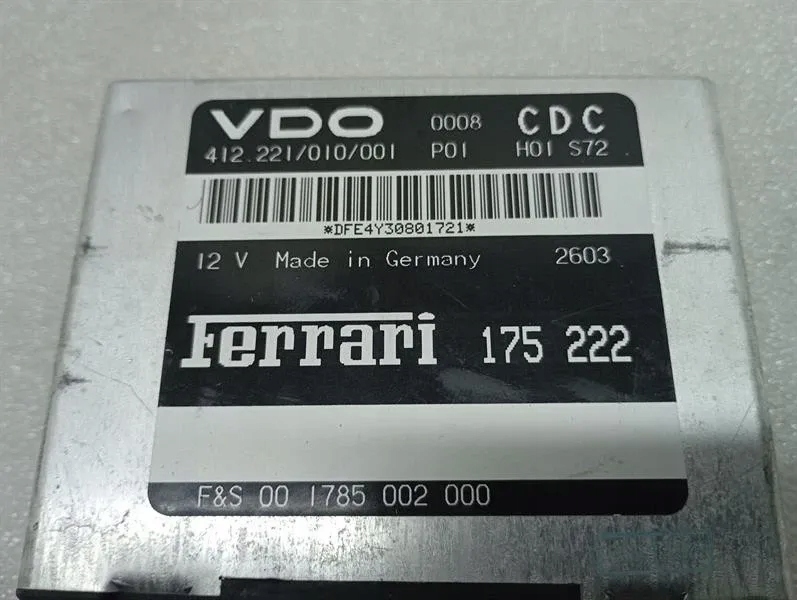 VDO 0008 CDC
412.221/010/001 P01 H01 S72
*DFE4Y30801721*
12 V Made in Germany 2603
Ferrari 175 222
F&S 00 1785 002 000